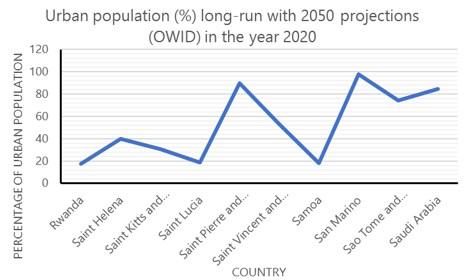 Urban population (%) long-run with 2050 projections
(OWID) in the year 2020
PERCENTAGE OF URBAN POPULATION
120
100
80
60
40
20
0
Rwanda
Saint Helena
Saint Kitts and...
Saint Lucia
Saint Pierre and...
Saint Vincent and...
Samoa
San Marino
Sao Tome and...
Saudi Arabia
COUNTRY